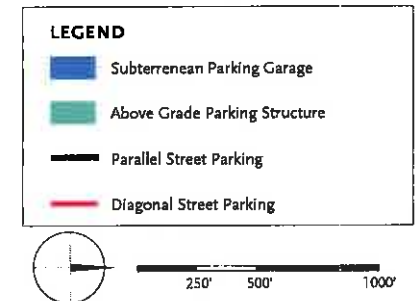 LEGEND
Subterrenean Parking Garage
Above Grade Parking Structure
Parallel Street Parking
Diagonal Street Parking
250' 500' 1000'